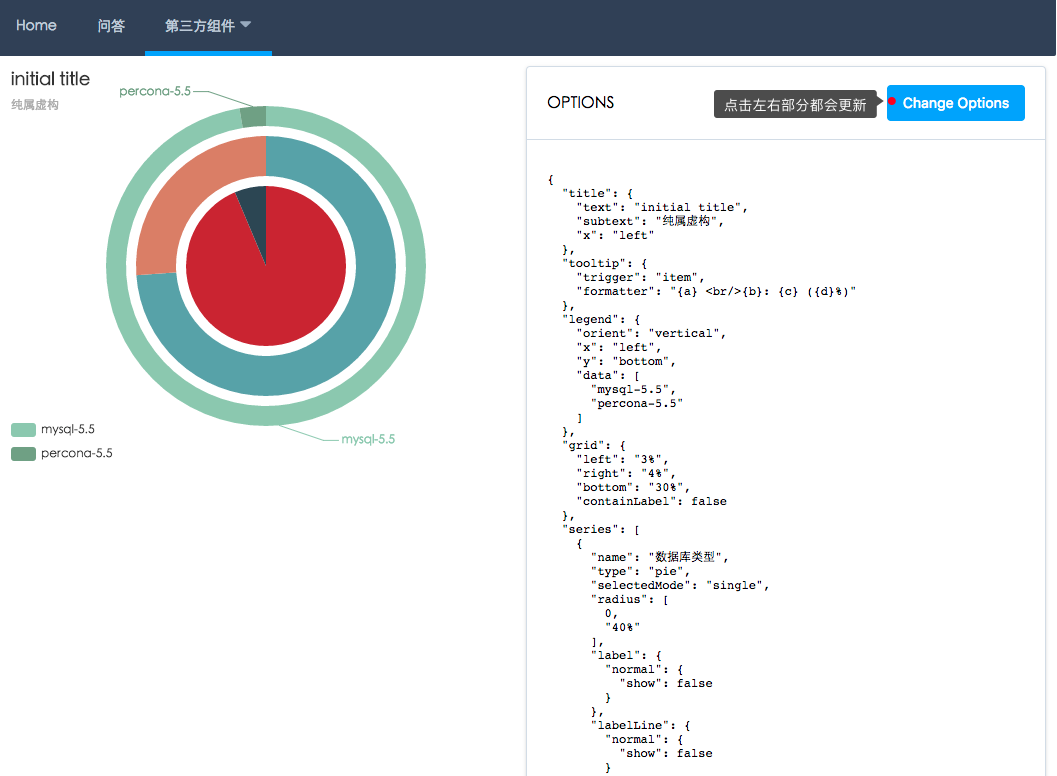 Home
问答
第三方组件
initial title
纯属虚构
percona-5.5
mysql-5.5
mysql-5.5
percona-5.5
OPTIONS
点击左右部分都会更新
Change Options
{
  "title": {
    "text": "initial title",
    "subtext": "纯属虚构",
    "x": "left"
  },
  "tooltip": {
    "trigger": "item",
    "formatter": "{a} <br/>{b}: {c} ({d}%)"
  },
  "legend": {
    "orient": "vertical",
    "x": "left",
    "y": "bottom",
    "data": [
      "mysql-5.5",
      "percona-5.5"
    ]
  },
  "grid": {
    "left": "3%",
    "right": "4%",
    "bottom": "30%",
    "containLabel": false
  },
  "series": [
    {
      "name": "数据库类型",
      "type": "pie",
      "selectedMode": "single",
      "radius": [
        0,
        "40%"
      ],
      "label": {
        "normal": {
          "show": false
        }
      },
      "labelLine": {
        "normal": {
          "show": false
        }